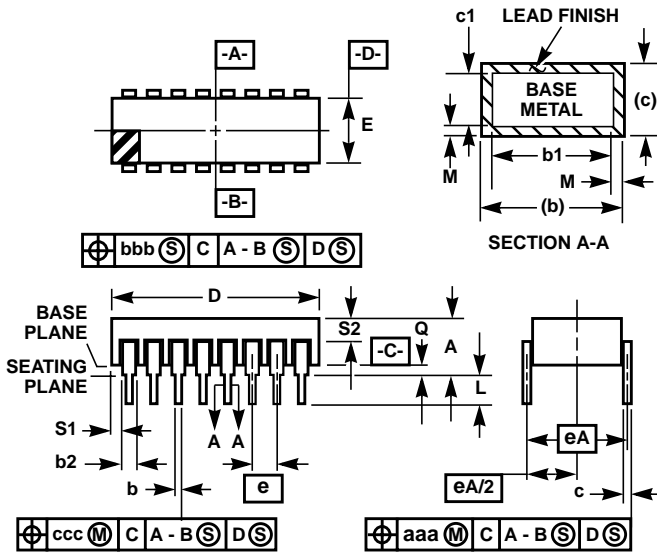 c1
LEAD FINISH
-A-
-D-
BASE
METAL
(c)
E
b1
M
M
-B-
(b)
SECTION A-A
⌖ bbb Ⓢ C A - B Ⓢ D Ⓢ
D
BASE
PLANE
S2
Q
-C-
A
SEATING
PLANE
L
S1
A A
eA
b2
e
eA/2
b
c
⌖ ccc Ⓜ C A - B Ⓢ D Ⓢ
⌖ aaa Ⓜ C A - B Ⓢ D Ⓢ